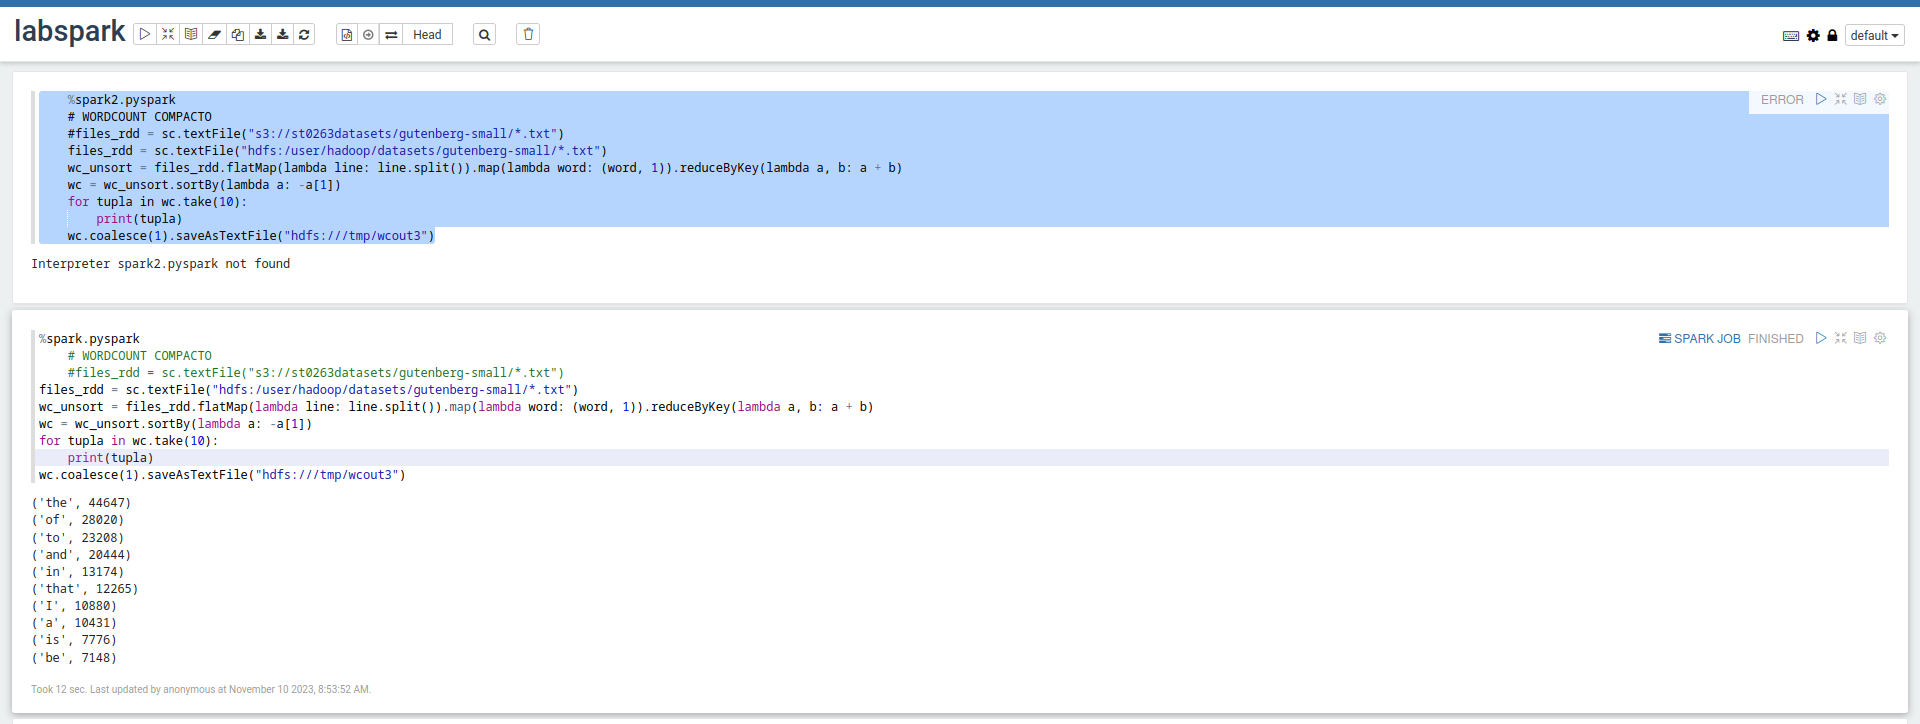 labspark
Head
default
%spark2.pyspark
ERROR
# WORDCOUNT COMPACTO
#files_rdd = sc.textFile("s3://st0263datasets/gutenberg-small/*.txt")
files_rdd = sc.textFile("hdfs:/user/hadoop/datasets/gutenberg-small/*.txt")
wc_unsort = files_rdd.flatMap(lambda line: line.split()).map(lambda word: (word, 1)).reduceByKey(lambda a, b: a + b)
wc = wc_unsort.sortBy(lambda a: -a[1])
for tupla in wc.take(10):
    print(tupla)
wc.coalesce(1).saveAsTextFile("hdfs:///tmp/wcout3")
Interpreter spark2.pyspark not found
%spark.pyspark
SPARK JOB FINISHED
    # WORDCOUNT COMPACTO
    #files_rdd = sc.textFile("s3://st0263datasets/gutenberg-small/*.txt")
files_rdd = sc.textFile("hdfs:/user/hadoop/datasets/gutenberg-small/*.txt")
wc_unsort = files_rdd.flatMap(lambda line: line.split()).map(lambda word: (word, 1)).reduceByKey(lambda a, b: a + b)
wc = wc_unsort.sortBy(lambda a: -a[1])
for tupla in wc.take(10):
    print(tupla)
wc.coalesce(1).saveAsTextFile("hdfs:///tmp/wcout3")
('the', 44647)
('of', 28020)
('to', 23208)
('and', 20444)
('in', 13174)
('that', 12265)
('I', 10880)
('a', 10431)
('is', 7776)
('be', 7148)
Took 12 sec. Last updated by anonymous at November 10 2023, 8:53:52 AM.